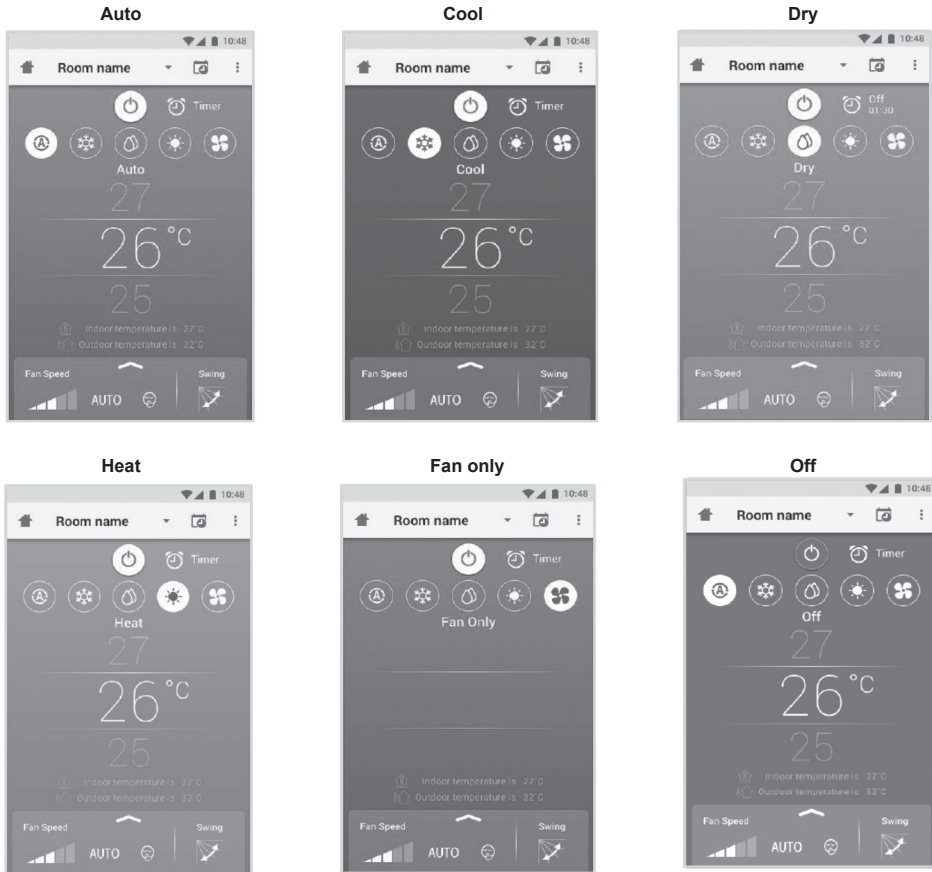 Auto
10:48
Room name
Timer
Auto
27
26°C
25
Indoor temperature is 27°C
Outdoor temperature is 32°C
Fan Speed Swing
AUTO
Cool
10:48
Room name
Timer
Cool
27
26°C
25
Indoor temperature is 27°C
Outdoor temperature is 32°C
Fan Speed Swing
AUTO
Dry
10:48
Room name
Off
01:30
Dry
27
26°C
25
Indoor temperature is 27°C
Outdoor temperature is 32°C
Fan Speed Swing
AUTO
Heat
10:48
Room name
Timer
Heat
27
26°C
25
Indoor temperature is 27°C
Outdoor temperature is 32°C
Fan Speed Swing
AUTO
Fan only
10:48
Room name
Timer
Fan Only
Indoor temperature is 27°C
Outdoor temperature is 32°C
Fan Speed Swing
AUTO
Off
10:48
Room name
Timer
Off
27
26°C
25
Indoor temperature is 27°C
Outdoor temperature is 32°C
Fan Speed Swing
AUTO